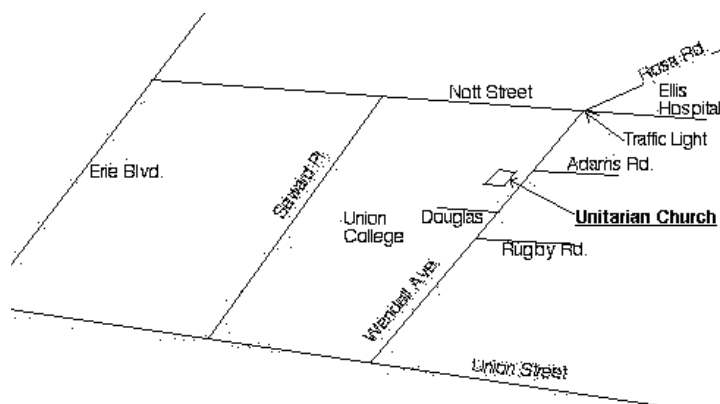 Rosa Rd.
Nott Street
Ellis
Hospital
Traffic Light
Erie Blvd.
Seward Pl.
Adams Rd.
Union
College
Douglas
Unitarian Church
Rugby Rd.
Wendell Ave.
Union Street